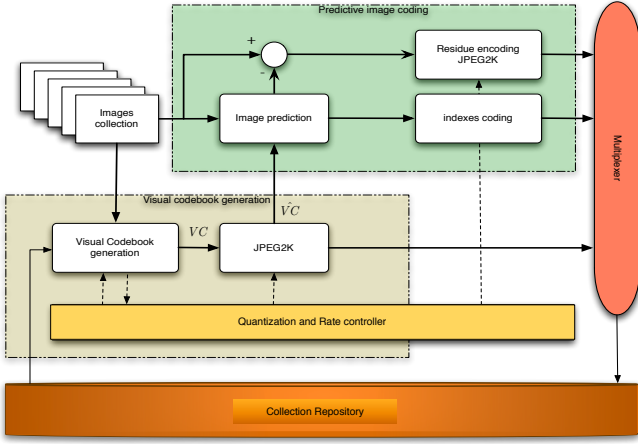 Predictive image coding
+
-
Residue encoding
JPEG2K
Images
collection
Image prediction
indexes coding
Multiplexer
Visual codebook generation
V̂C
Visual Codebook
generation
VC
JPEG2K
Quantization and Rate controller
Collection Repository